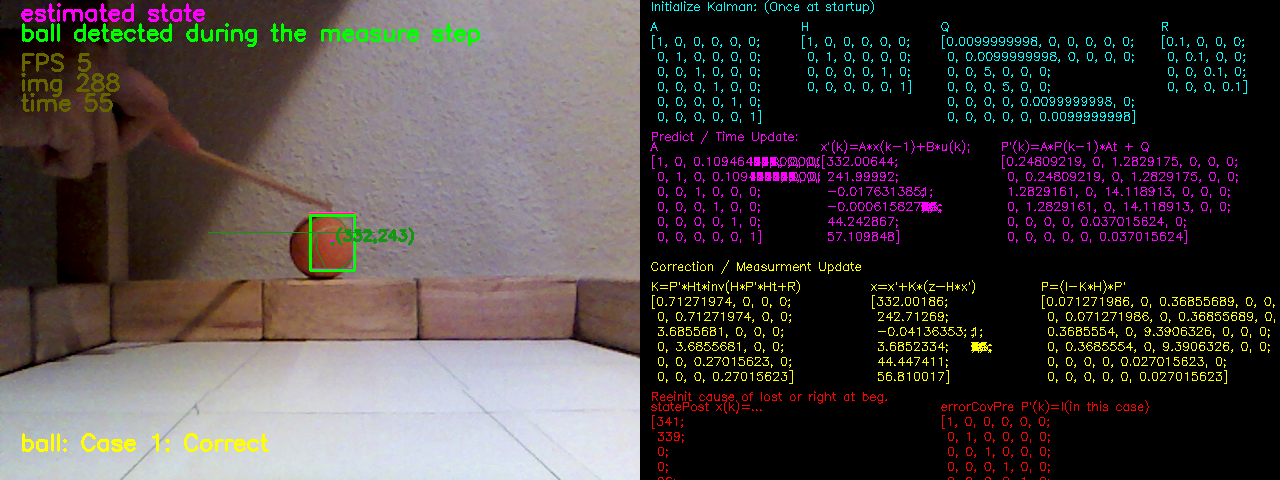 estimated state
ball detected during the measure step
FPS 5
img 288
time 55
(332,243)
ball: Case 1: Correct
Initialize Kalman: (Once at startup)
A H Q R
[1, 0, 0, 0, 0, 0; [1, 0, 0, 0, 0, 0; [0.0099999998, 0, 0, 0, 0, 0; [0.1, 0, 0, 0;
0, 1, 0, 0, 0, 0; 0, 1, 0, 0, 0, 0; 0, 0.0099999998, 0, 0, 0, 0; 0, 0.1, 0, 0;
0, 0, 1, 0, 0, 0; 0, 0, 0, 0, 1, 0; 0, 0, 5, 0, 0, 0; 0, 0, 0.1, 0;
0, 0, 0, 1, 0, 0; 0, 0, 0, 0, 0, 1] 0, 0, 0, 5, 0, 0; 0, 0, 0, 0.1]
0, 0, 0, 0, 1, 0; 0, 0, 0, 0, 0.0099999998, 0;
0, 0, 0, 0, 0, 1] 0, 0, 0, 0, 0, 0.0099999998]
Predict / Time Update:
A x'(k)=A*x(k-1)+B*u(k); P'(k)=A*P(k-1)*At + Q
[1, 0, [332.00644; [0.24809219, 0, 1.2829175, 0, 0, 0;
0, 1, 0, 241.99992; 0, 0.24809219, 0, 1.2829175, 0, 0;
0, 0, 1, 0, 0, 0; 1.2829161, 0, 14.118913, 0, 0, 0;
0, 0, 0, 1, 0, 0; 0, 1.2829161, 0, 14.118913, 0, 0;
0, 0, 0, 0, 1, 0; 44.242867; 0, 0, 0, 0, 0.037015624, 0;
0, 0, 0, 0, 0, 1] 57.109848] 0, 0, 0, 0, 0, 0.037015624]
Correction / Measurment Update
K=P'*Ht*inv(H*P'*Ht+R) x=x'+K*(z-H*x') P=(I-K*H)*P'
[0.71271974, 0, 0, 0; [332.00186; [0.071271986, 0, 0.36855689, 0, 0,
0, 0.71271974, 0, 0; 242.71269; 0, 0.071271986, 0, 0.36855689, 0,
3.6855681, 0, 0, 0; -0.04136353; 0.3685554, 0, 9.3906326, 0, 0, 0;
0, 3.6855681, 0, 0; 3.6852334; 0, 0.3685554, 0, 9.3906326, 0, 0;
0, 0, 0.27015623, 0; 44.447411; 0, 0, 0, 0, 0.027015623, 0;
0, 0, 0, 0.27015623] 56.810017] 0, 0, 0, 0, 0, 0.027015623]
Reeinit cause of lost or right at beg.
statePost x(k)=... errorCovPre P'(k)=I(in this case)
[341; [1, 0, 0, 0, 0, 0;
339; 0, 1, 0, 0, 0, 0;
0; 0, 0, 1, 0, 0, 0;
0; 0, 0, 0, 1, 0, 0;